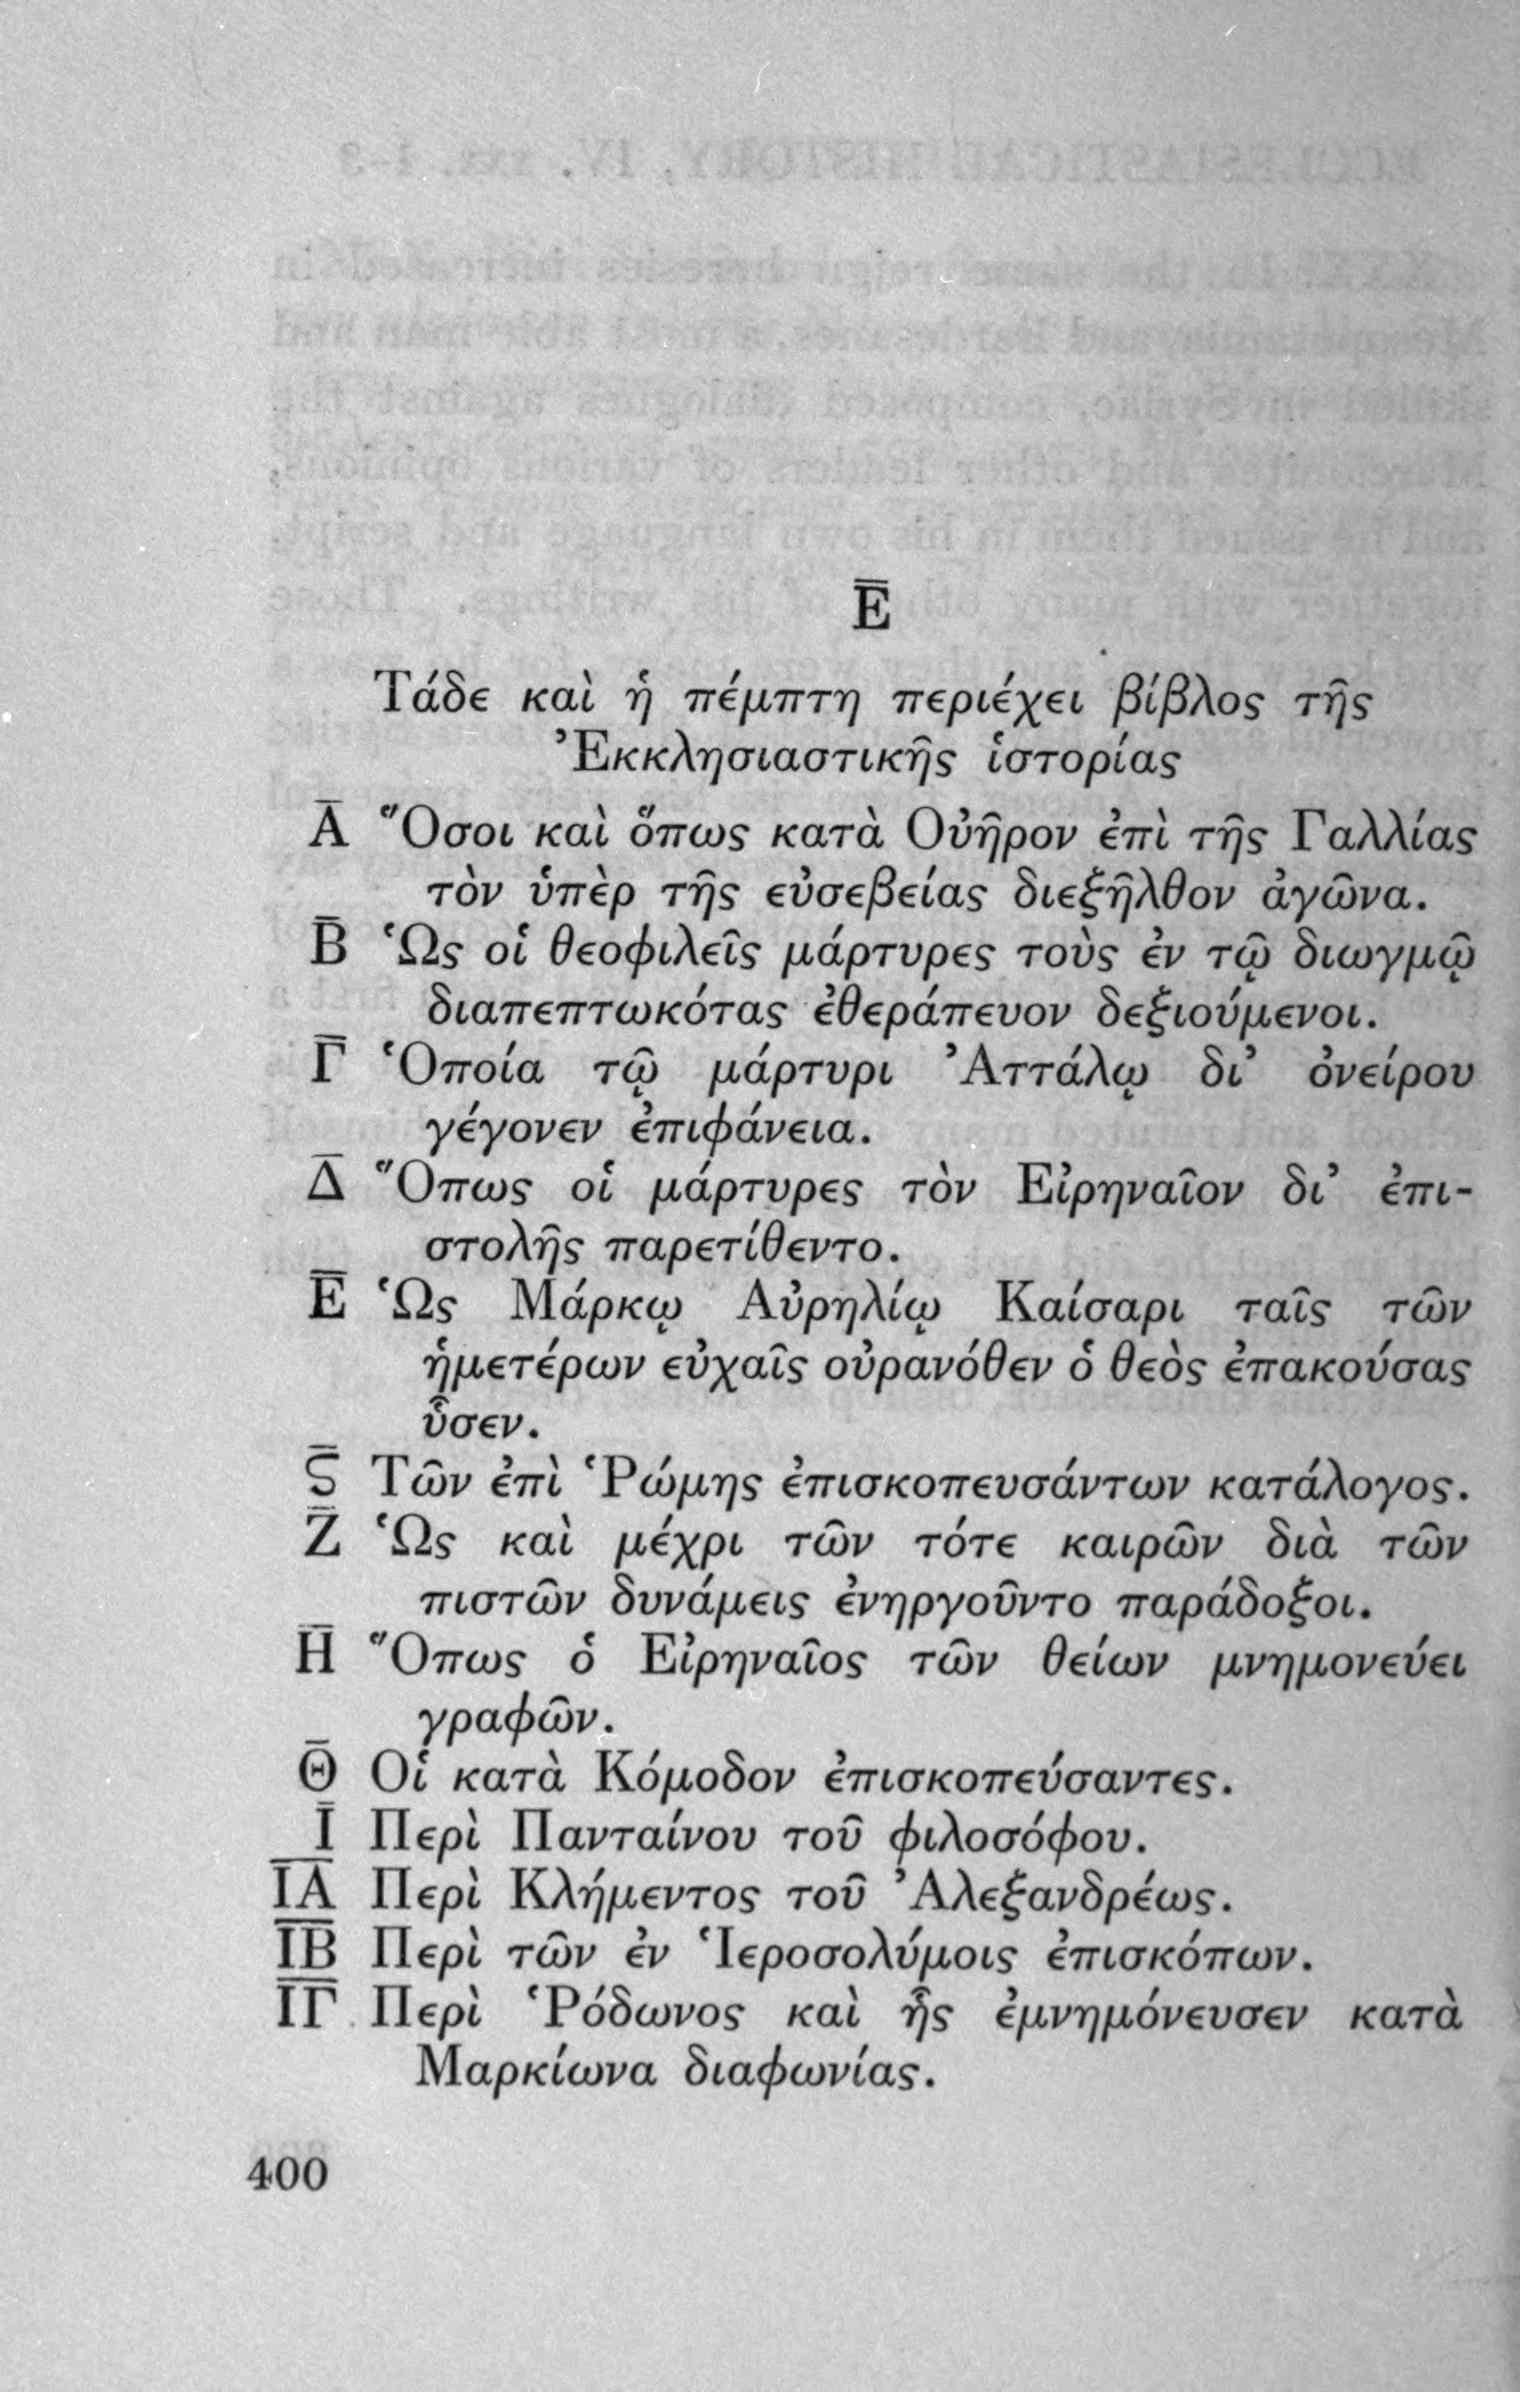 Ε̅
Τάδε καὶ ἡ πέμπτη περιέχει βίβλος τῆς
Ἐκκλησιαστικῆς ἱστορίας
Α̅ Ὅσοι καὶ ὅπως κατὰ Οὐῆρον ἐπὶ τῆς Γαλλίας
τὸν ὑπὲρ τῆς εὐσεβείας διεξῆλθον ἀγῶνα.
Β̅ Ὡς οἱ θεοφιλεῖς μάρτυρες τοὺς ἐν τῷ διωγμῷ
διαπεπτωκότας ἐθεράπευον δεξιούμενοι.
Γ̅ Ὁποία τῷ μάρτυρι Ἀττάλῳ δι’ ὀνείρου
γέγονεν ἐπιφάνεια.
Δ̅ Ὅπως οἱ μάρτυρες τὸν Εἰρηναῖον δι’ ἐπι-
στολῆς παρετίθεντο.
Ε̅ Ὡς Μάρκῳ Αὐρηλίῳ Καίσαρι ταῖς τῶν
ἡμετέρων εὐχαῖς οὐρανόθεν ὁ θεὸς ἐπακούσας
ὗσεν.
Ϛ̅ Τῶν ἐπὶ Ῥώμης ἐπισκοπευσάντων κατάλογος.
Ζ̅ Ὡς καὶ μέχρι τῶν τότε καιρῶν διὰ τῶν
πιστῶν δυνάμεις ἐνηργοῦντο παράδοξοι.
Η̅ Ὅπως ὁ Εἰρηναῖος τῶν θείων μνημονεύει
γραφῶν.
Θ̅ Οἱ κατὰ Κόμοδον ἐπισκοπεύσαντες.
Ι̅ Περὶ Πανταίνου τοῦ φιλοσόφου.
Ι̅Α̅ Περὶ Κλήμεντος τοῦ Ἀλεξανδρέως.
Ι̅Β̅ Περὶ τῶν ἐν Ἱεροσολύμοις ἐπισκόπων.
Ι̅Γ̅ Περὶ Ῥόδωνος καὶ ἧς ἐμνημόνευσεν κατὰ
Μαρκίωνα διαφωνίας.
400